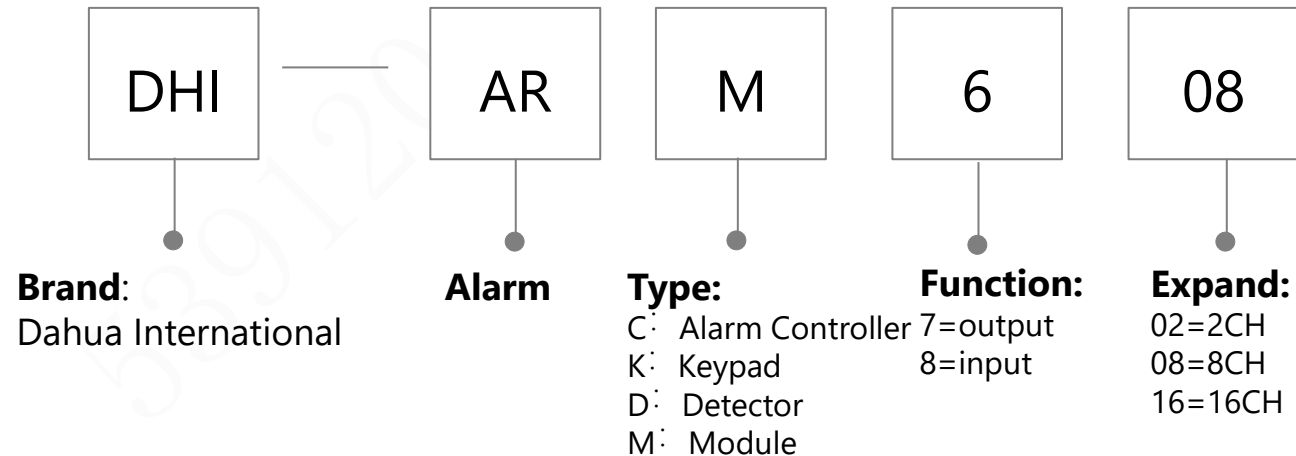 DHI — AR M 6 08
Brand: Alarm Type: Function: Expand:
Dahua International
C: Alarm Controller 7=output 02=2CH
K: Keypad 8=input 08=8CH
D: Detector 16=16CH
M: Module
539120